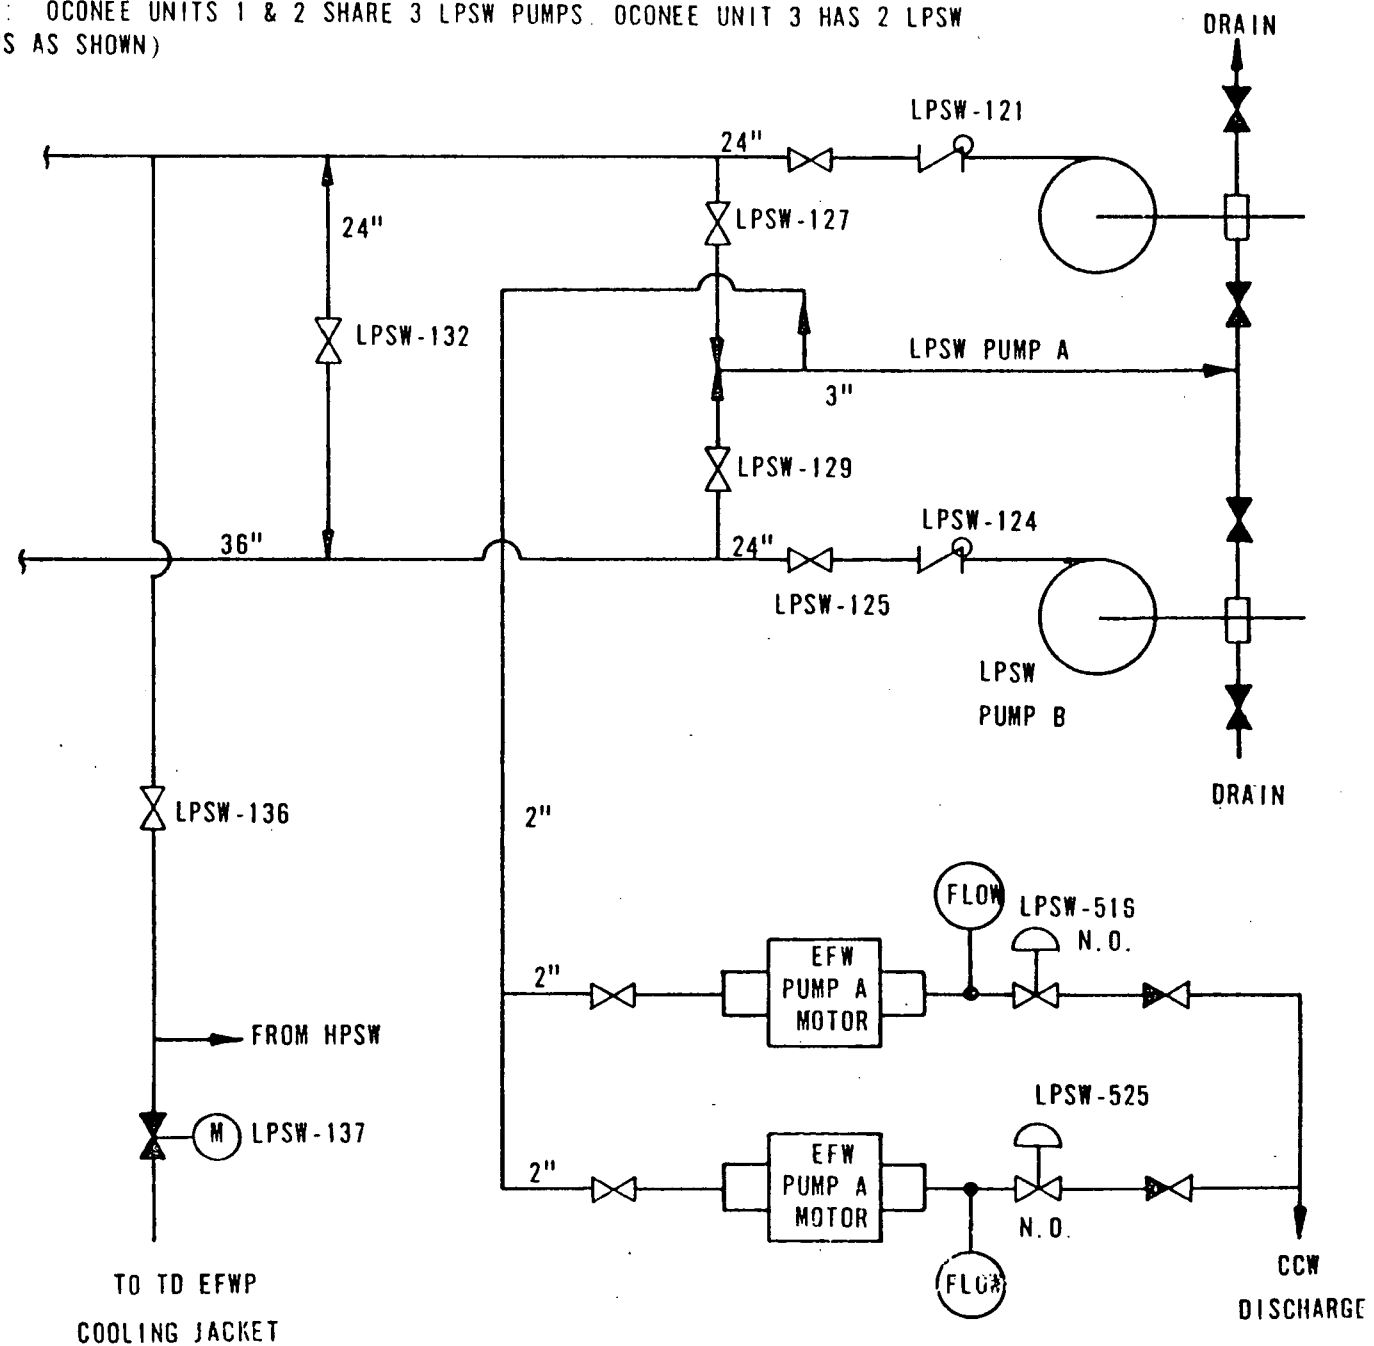 : OCONEE UNITS 1 & 2 SHARE 3 LPSW PUMPS. OCONEE UNIT 3 HAS 2 LPSW
S AS SHOWN)
DRAIN
LPSW-121
24"
LPSW-127
24"
LPSW-132
LPSW PUMP A
3"
LPSW-129
LPSW-124
36"
24"
LPSW-125
LPSW
PUMP B
DRAIN
LPSW-136
2"
FLOW
LPSW-516
N.O.
EFW
PUMP A
MOTOR
2"
FROM HPSW
LPSW-525
M
LPSW-137
EFW
PUMP A
MOTOR
2"
N.O.
FLOW
CCW
DISCHARGE
TO TD EFWP
COOLING JACKET